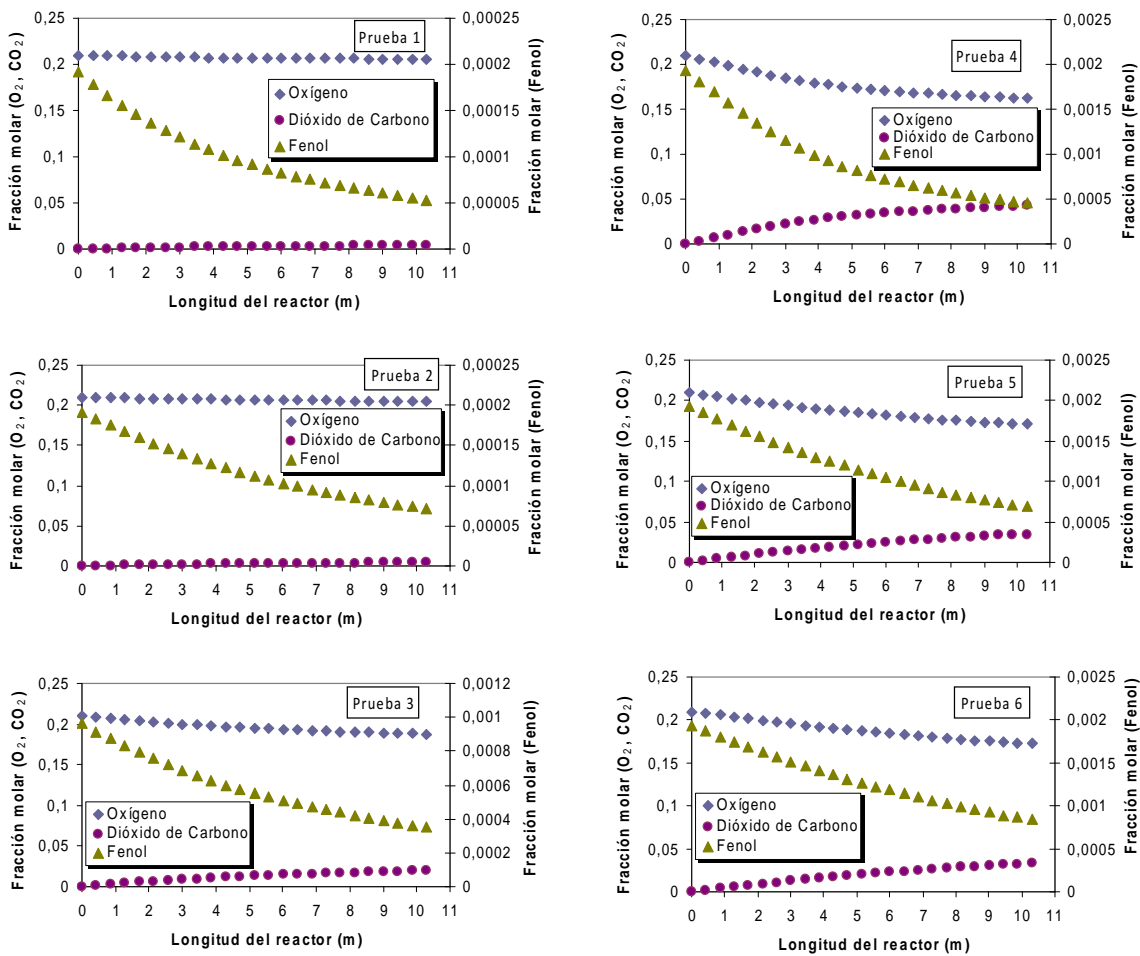 Prueba 1
Fracción molar (O₂, CO₂)
0,25
0,2
0,15
0,1
0,05
0
0,00025
0,0002
0,00015
0,0001
0,00005
0
Fracción molar (Fenol)
Oxígeno
Dióxido de Carbono
Fenol
0 1 2 3 4 5 6 7 8 9 10 11
Longitud del reactor (m)
Prueba 4
Fracción molar (O₂, CO₂)
0,25
0,2
0,15
0,1
0,05
0
0,0025
0,002
0,0015
0,001
0,0005
0
Fracción molar (Fenol)
Oxígeno
Dióxido de Carbono
Fenol
0 1 2 3 4 5 6 7 8 9 10 11
Longitud del reactor (m)
Prueba 2
Fracción molar (O₂, CO₂)
0,25
0,2
0,15
0,1
0,05
0
0,00025
0,0002
0,00015
0,0001
0,00005
0
Fracción molar (Fenol)
Oxígeno
Dióxido de Carbono
Fenol
0 1 2 3 4 5 6 7 8 9 10 11
Longitud del reactor (m)
Prueba 5
Fracción molar (O₂, CO₂)
0,25
0,2
0,15
0,1
0,05
0
0,0025
0,002
0,0015
0,001
0,0005
0
Fracción molar (Fenol)
Oxígeno
Dióxido de Carbono
Fenol
0 1 2 3 4 5 6 7 8 9 10 11
Longitud del reactor (m)
Prueba 3
Fracción molar (O₂, CO₂)
0,25
0,2
0,15
0,1
0,05
0
0,0012
0,001
0,0008
0,0006
0,0004
0,0002
0
Fracción molar (Fenol)
Oxígeno
Dióxido de Carbono
Fenol
0 1 2 3 4 5 6 7 8 9 10 11
Longitud del reactor (m)
Prueba 6
Fracción molar (O₂, CO₂)
0,25
0,2
0,15
0,1
0,05
0
0,0025
0,002
0,0015
0,001
0,0005
0
Fracción molar (Fenol)
Oxígeno
Dióxido de Carbono
Fenol
0 1 2 3 4 5 6 7 8 9 10 11
Longitud del reactor (m)